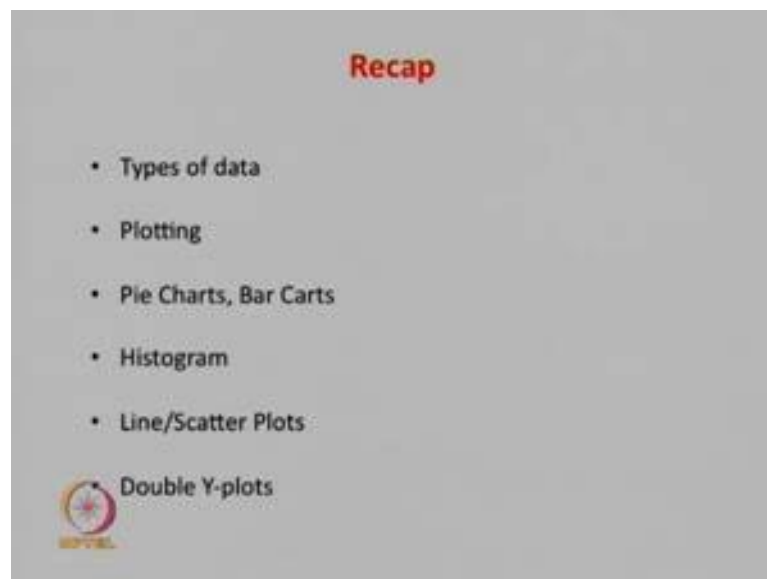 Recap
• Types of data
• Plotting
• Pie Charts, Bar Carts
• Histogram
• Line/Scatter Plots
• Double Y-plots